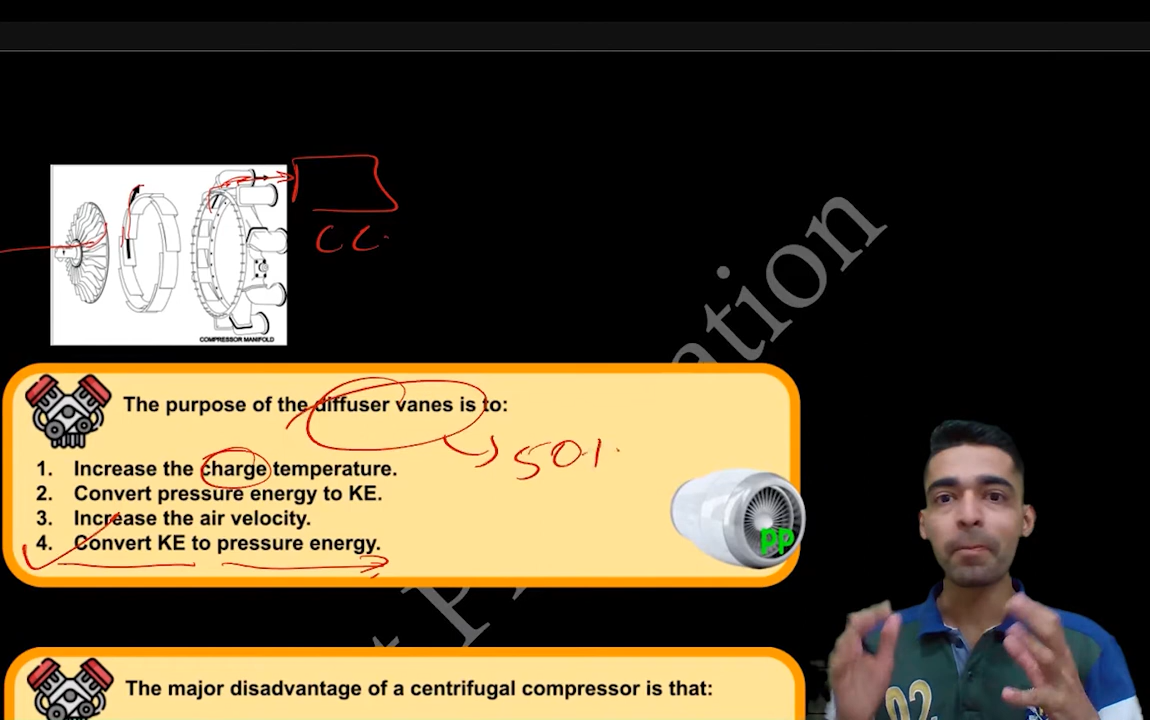 CC.
COMPRESSOR MANIFOLD
The purpose of the diffuser vanes is to:
50%.
1. Increase the charge temperature.
2. Convert pressure energy to KE.
3. Increase the air velocity.
4. Convert KE to pressure energy.
pp
02
The major disadvantage of a centrifugal compressor is that: